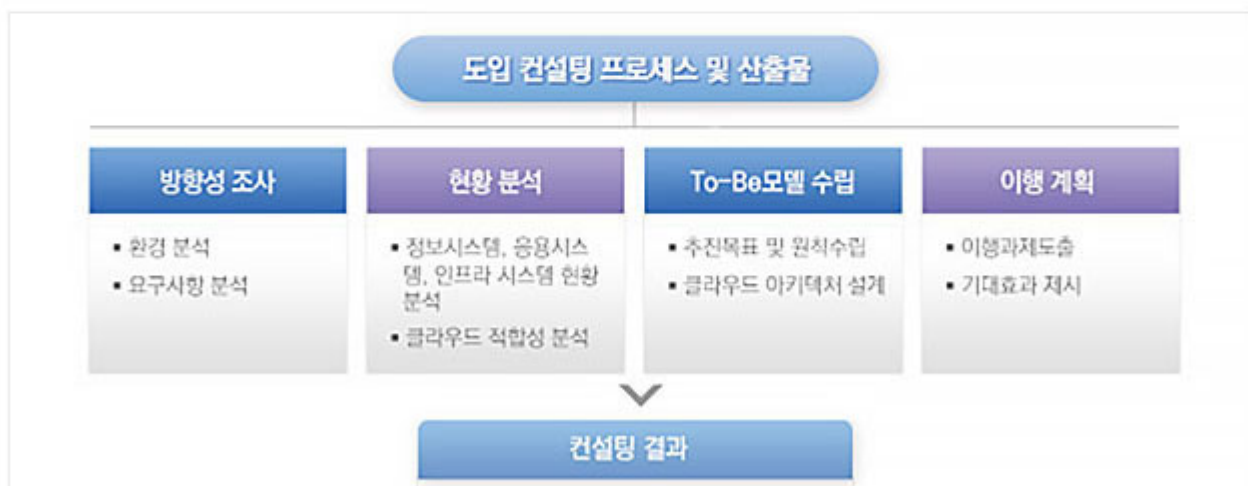 도입 컨설팅 프로세스 및 산출물
방향성 조사
▪ 환경 분석
▪ 요구사항 분석
현황 분석
▪ 정보시스템, 응용시스
템, 인프라 시스템 현황
분석
▪ 클라우드 적합성 분석
To-Be모델 수립
▪ 추진목표 및 원칙수립
▪ 클라우드 아키텍처 설계
이행 계획
▪ 이행과제도출
▪ 기대효과 제시
컨설팅 결과